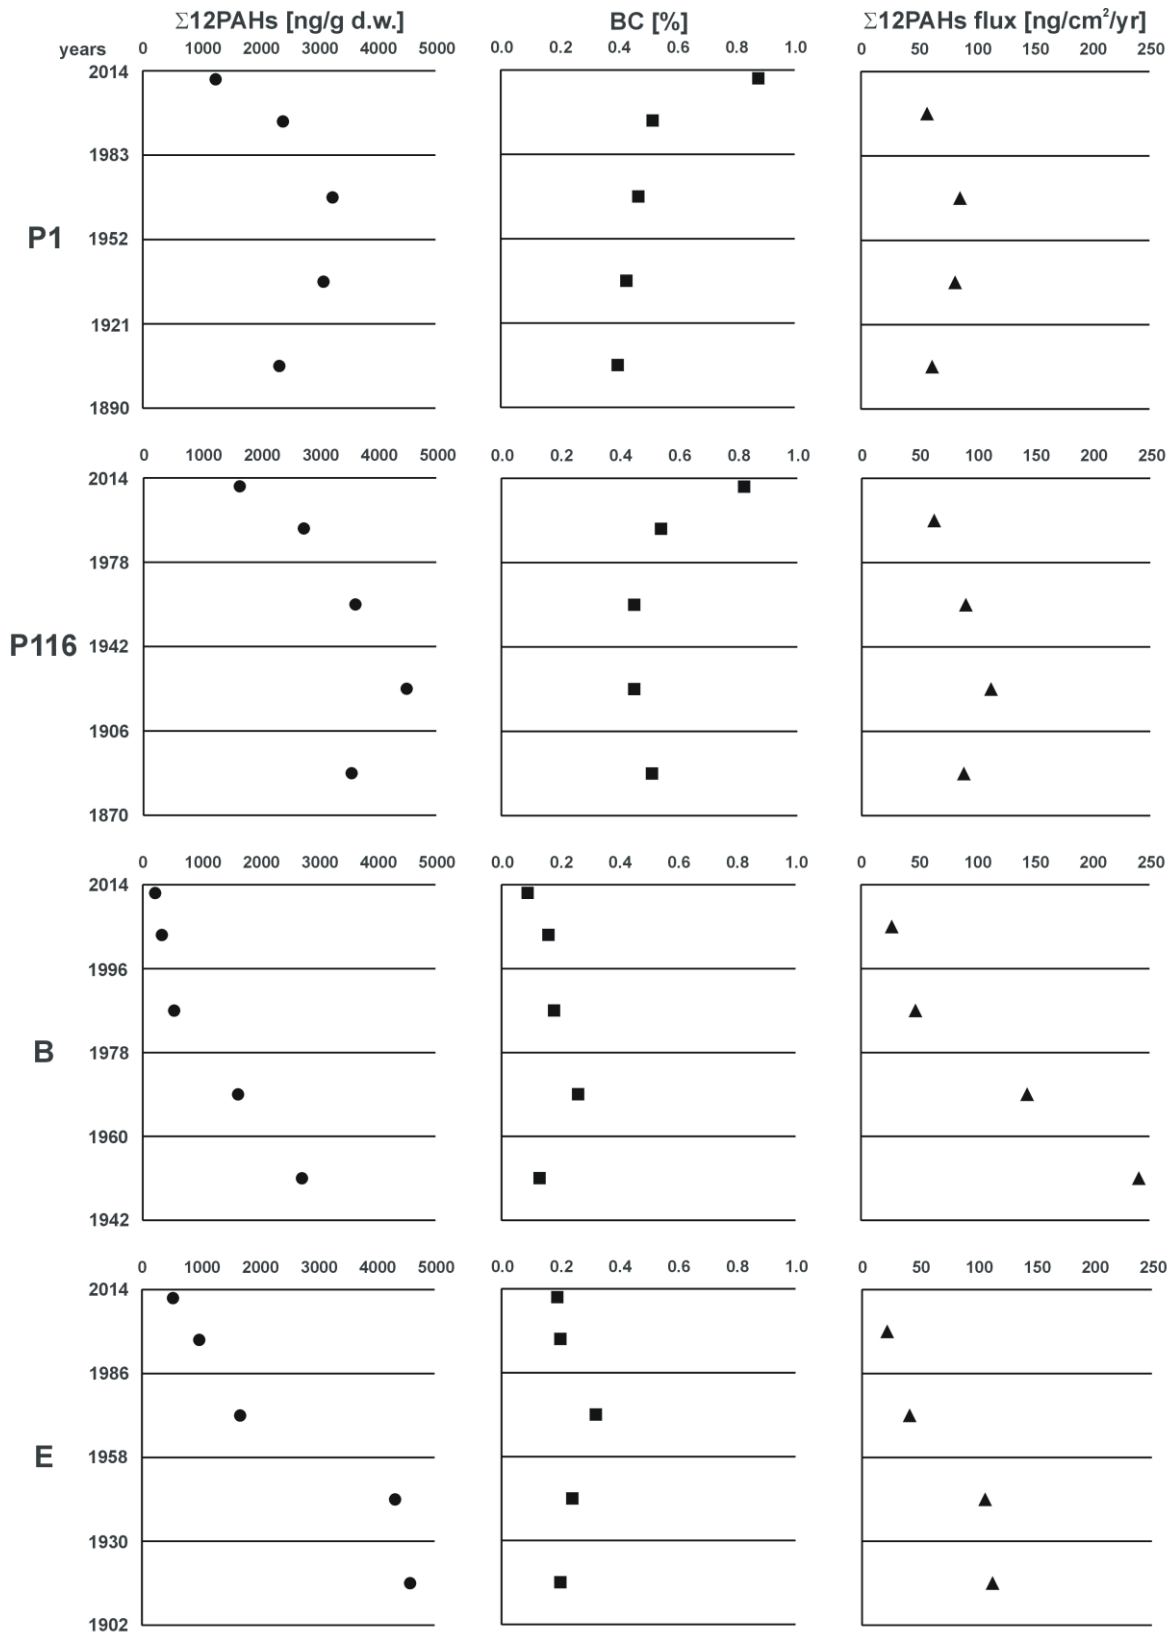 Σ12PAHs [ng/g d.w.] BC [%] Σ12PAHs flux [ng/cm²/yr]
years 0 1000 2000 3000 4000 5000 0.0 0.2 0.4 0.6 0.8 1.0 0 50 100 150 200 250
2014
1983
P1 1952
1921
1890
0 1000 2000 3000 4000 5000 0.0 0.2 0.4 0.6 0.8 1.0 0 50 100 150 200 250
2014
1978
P116 1942
1906
1870
0 1000 2000 3000 4000 5000 0.0 0.2 0.4 0.6 0.8 1.0 0 50 100 150 200 250
2014
1996
B 1978
1960
1942
0 1000 2000 3000 4000 5000 0.0 0.2 0.4 0.6 0.8 1.0 0 50 100 150 200 250
2014
1986
E 1958
1930
1902